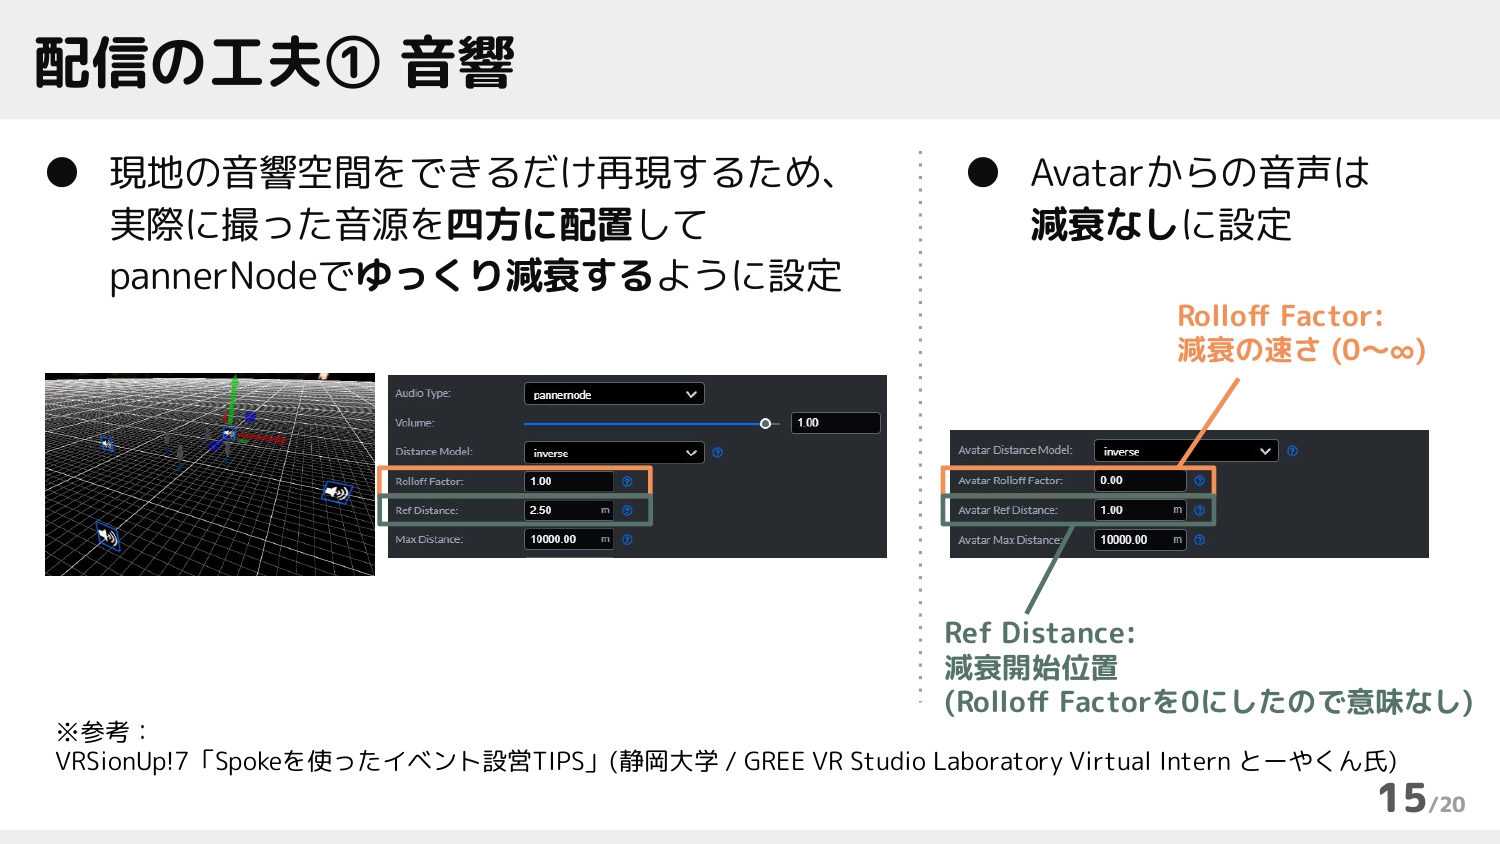 配信の工夫① 音響
● 現地の音響空間をできるだけ再現するため、
実際に撮った音源を四方に配置して
pannerNodeでゆっくり減衰するように設定
Audio Type: pannernode
Volume: 1.00
Distance Model: inverse
Rolloff Factor: 1.00
Ref Distance: 2.50 m
Max Distance: 10000.00 m
● Avatarからの音声は
減衰なしに設定
Rolloff Factor:
減衰の速さ (0〜∞)
Avatar Distance Model: inverse
Avatar Rolloff Factor: 0.00
Avatar Ref Distance: 1.00 m
Avatar Max Distance: 10000.00 m
Ref Distance:
減衰開始位置
(Rolloff Factorを0にしたので意味なし)
※参考：
VRSionUp!7「Spokeを使ったイベント設営TIPS」(静岡大学 / GREE VR Studio Laboratory Virtual Intern とーやくん氏)
15/20